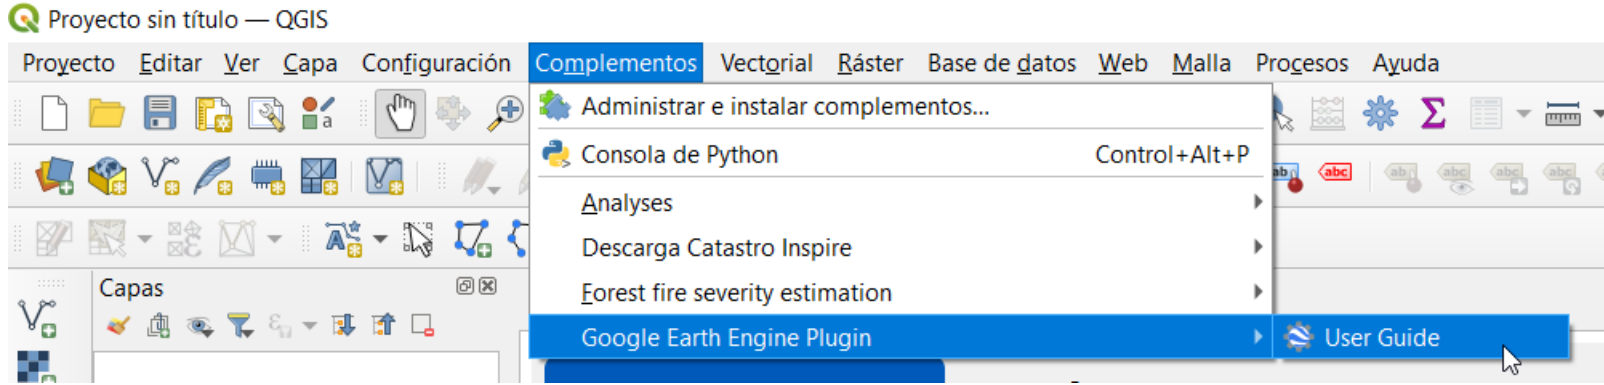 Proyecto sin título — QGIS
Proyecto Editar Ver Capa Configuración Complementos Vectorial Ráster Base de datos Web Malla Procesos Ayuda
Administrar e instalar complementos...
Consola de Python Control+Alt+P
Analyses
Descarga Catastro Inspire
Forest fire severity estimation
Google Earth Engine Plugin
User Guide
Capas